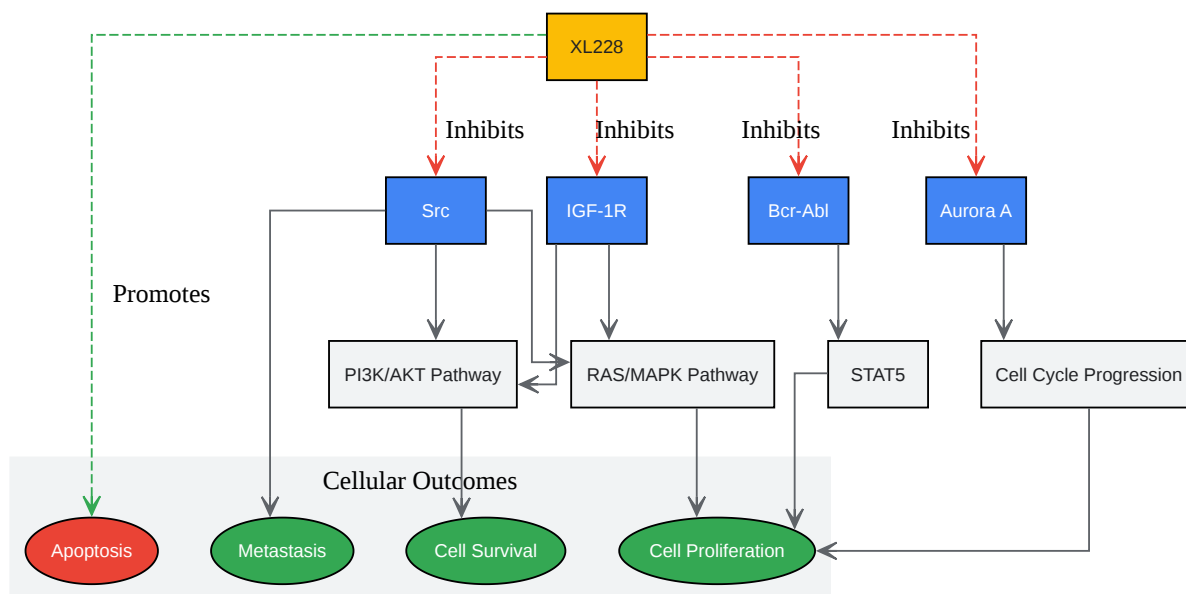 XL228
Inhibits
Inhibits
Inhibits
Inhibits
Src
IGF-1R
Bcr-Abl
Aurora A
Promotes
PI3K/AKT Pathway
RAS/MAPK Pathway
STAT5
Cell Cycle Progression
Cellular Outcomes
Apoptosis
Metastasis
Cell Survival
Cell Proliferation